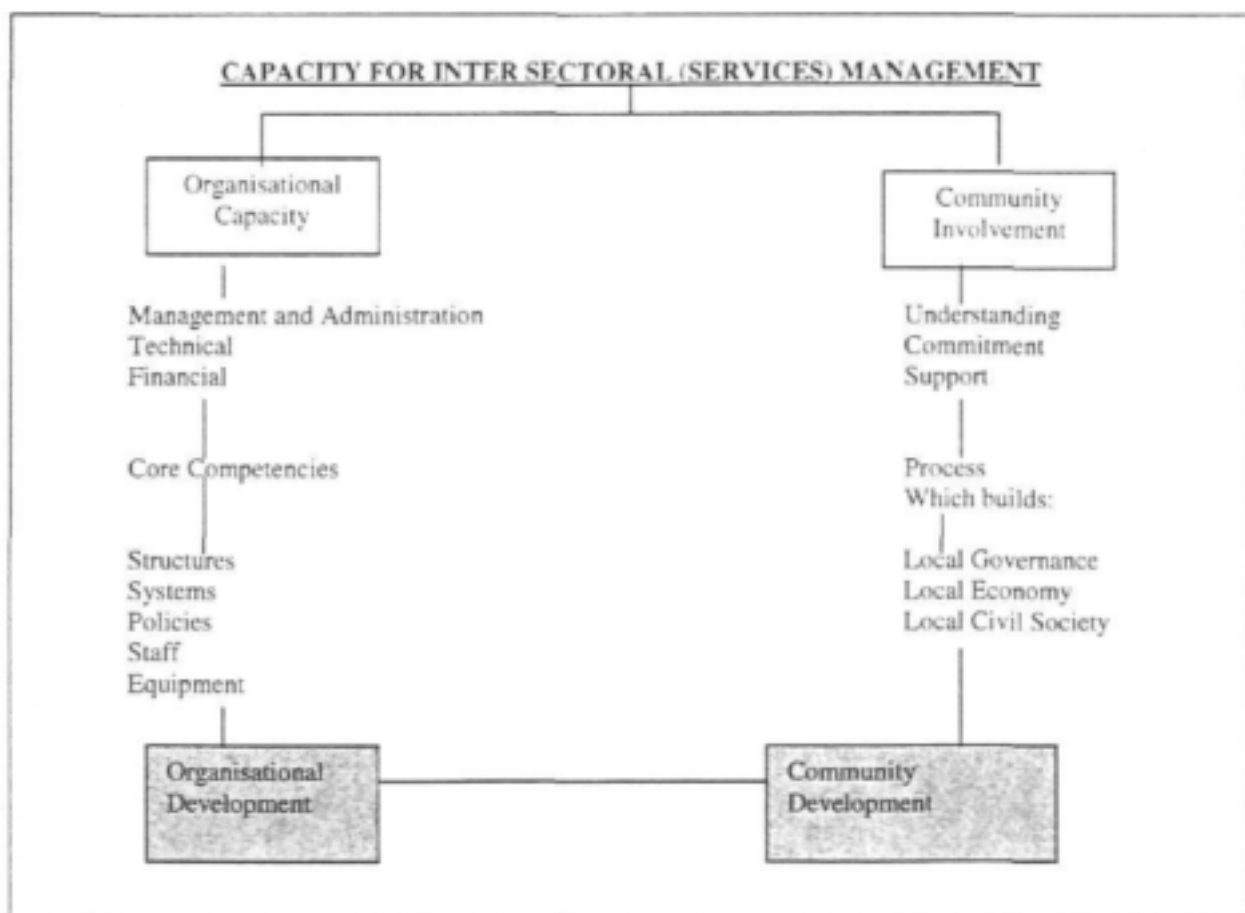 CAPACITY FOR INTER SECTORAL (SERVICES) MANAGEMENT
Organisational
Capacity
Management and Administration
Technical
Financial
Core Competencies
Structures
Systems
Policies
Staff
Equipment
Organisational
Development
Community
Involvement
Understanding
Commitment
Support
Process
Which builds:
Local Governance
Local Economy
Local Civil Society
Community
Development